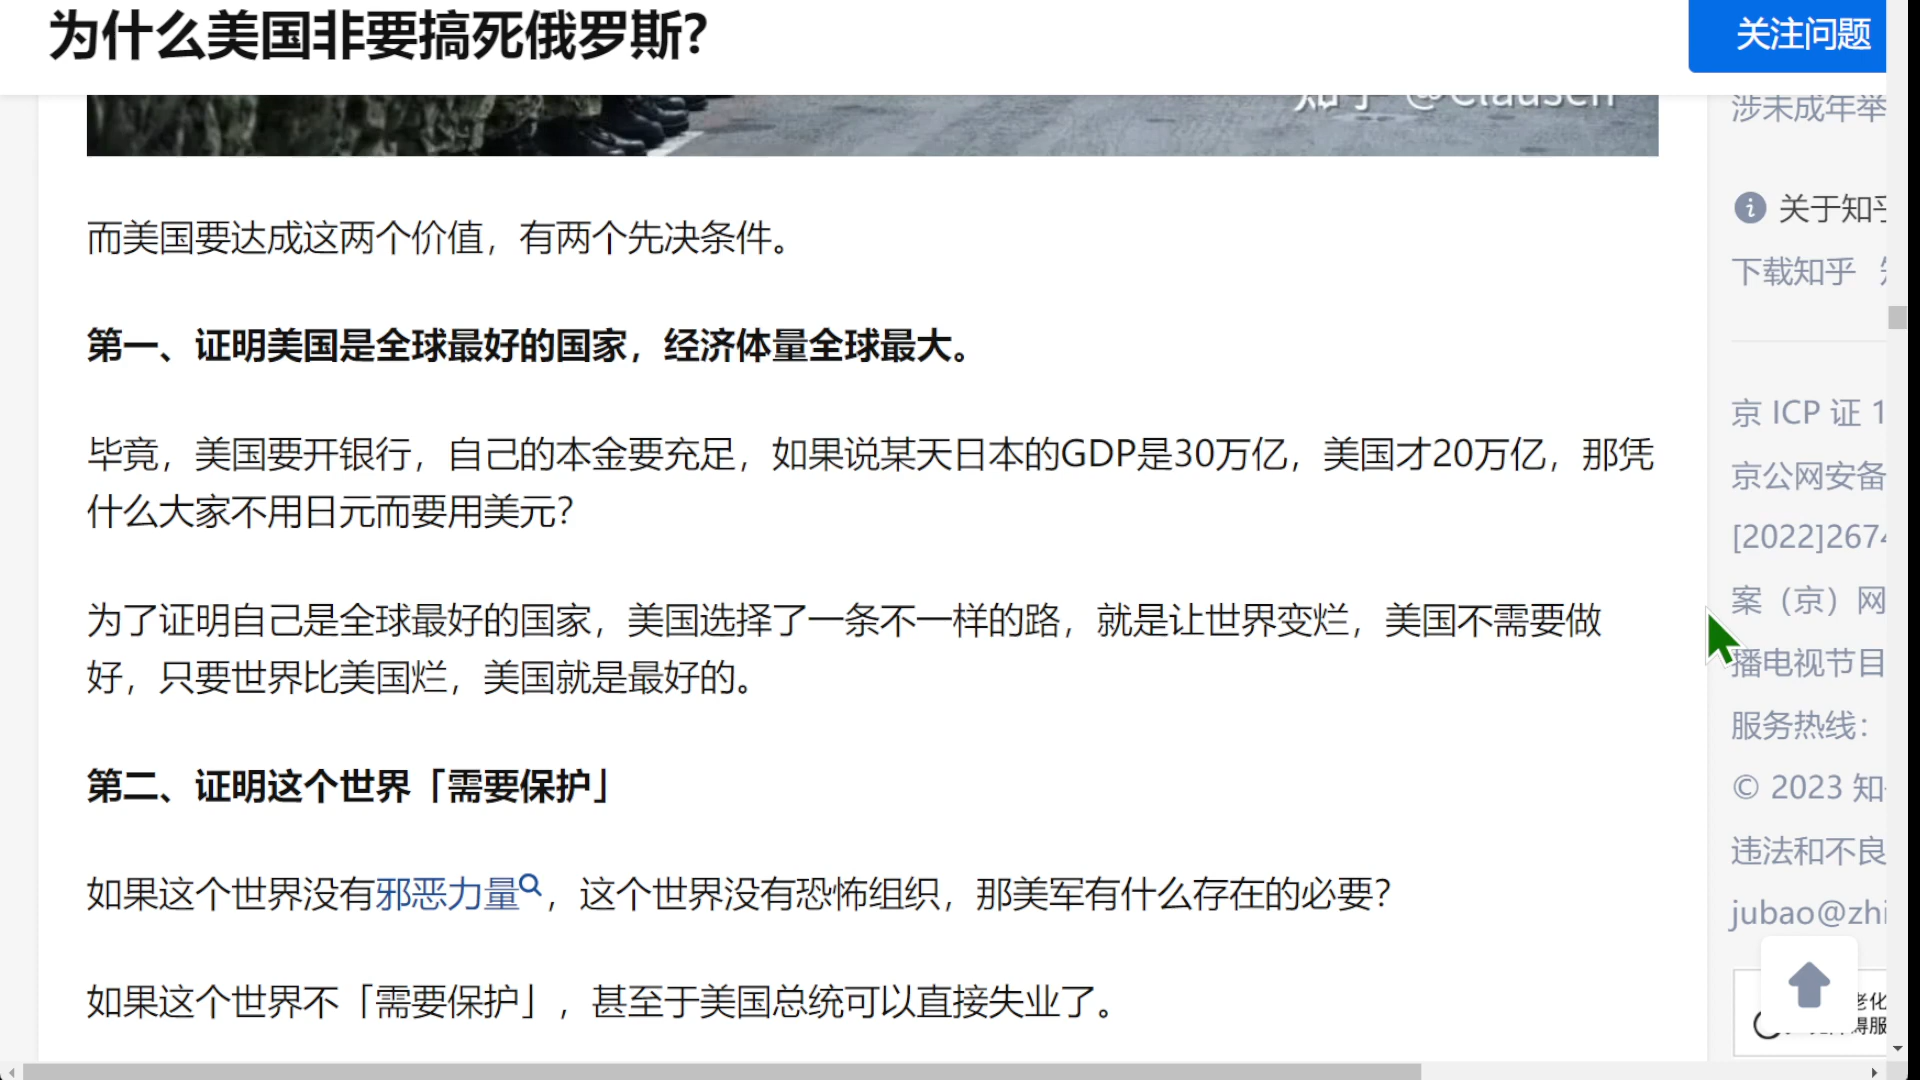 为什么美国非要搞死俄罗斯?
关注问题
知乎 @Clausen
涉未成年举
而美国要达成这两个价值，有两个先决条件。
关于知乎
下载知乎
第一、证明美国是全球最好的国家，经济体量全球最大。
京 ICP 证 1
毕竟，美国要开银行，自己的本金要充足，如果说某天日本的GDP是30万亿，美国才20万亿，那凭
京公网安备
什么大家不用日元而要用美元?
[2022]2674
案（京）网
为了证明自己是全球最好的国家，美国选择了一条不一样的路，就是让世界变烂，美国不需要做
播电视节目
好，只要世界比美国烂，美国就是最好的。
服务热线：
第二、证明这个世界「需要保护」
© 2023 知
违法和不良
如果这个世界没有邪恶力量，这个世界没有恐怖组织，那美军有什么存在的必要?
jubao@zhi
如果这个世界不「需要保护」，甚至于美国总统可以直接失业了。
老化
碍服